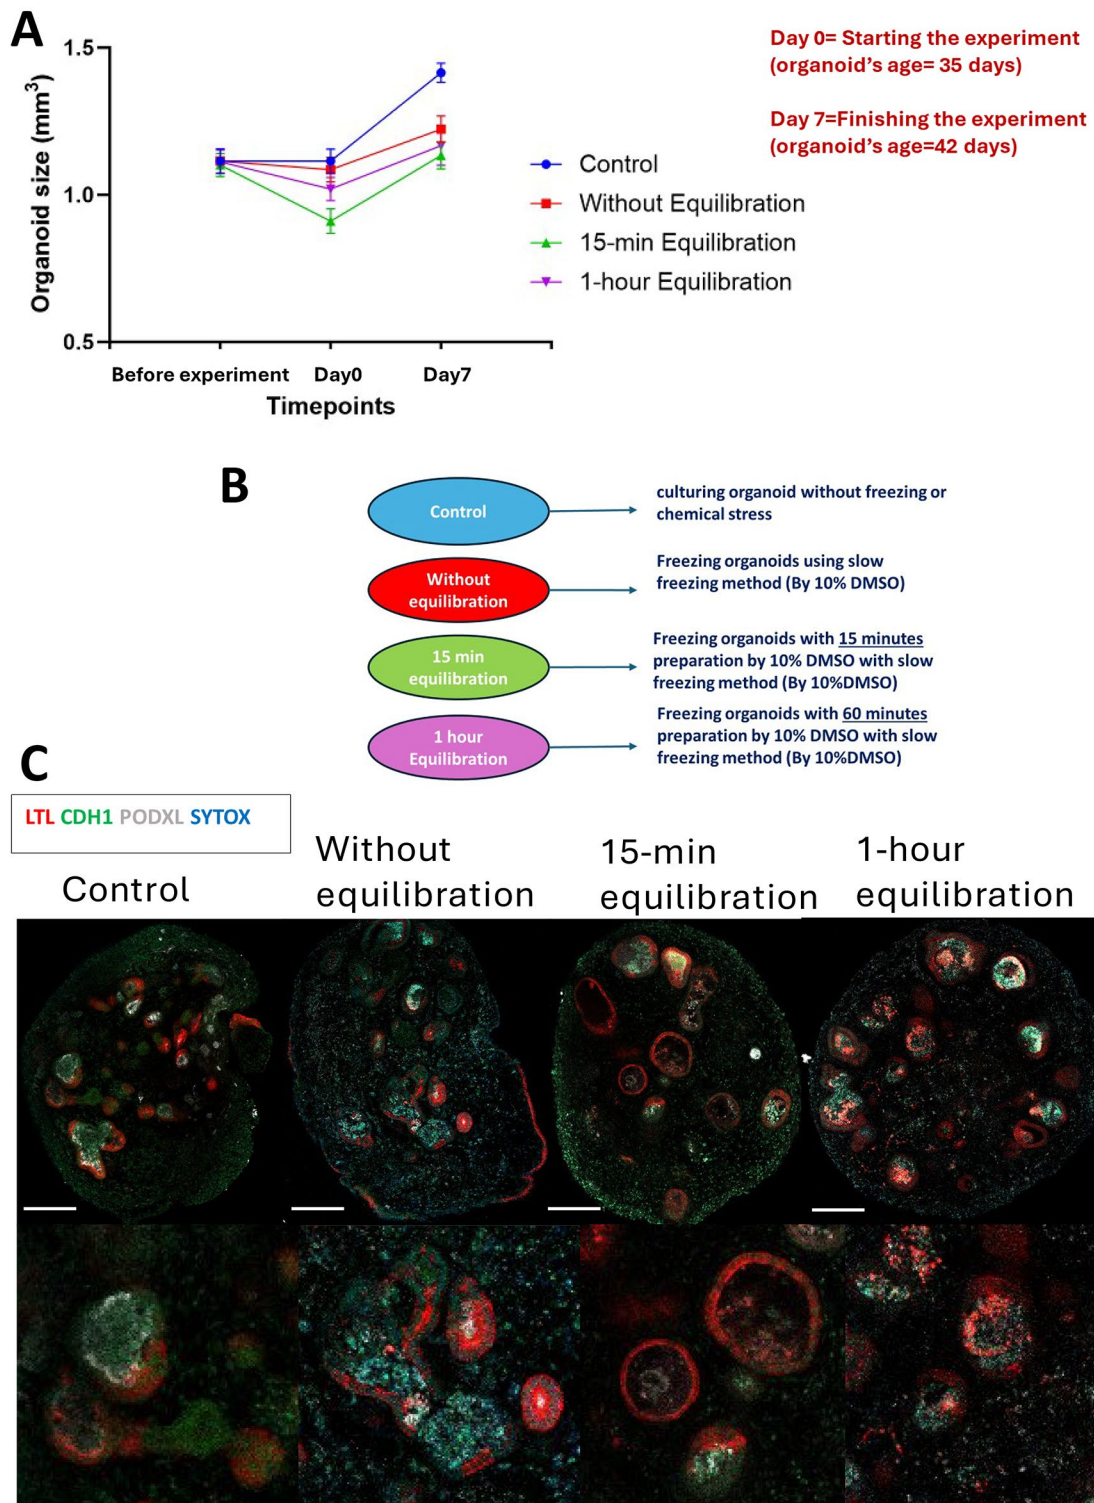 A
Organoid size (mm³)
1.5
1.0
0.5
Before experiment Day0 Day7
Timepoints
Control
Without Equilibration
15-min Equilibration
1-hour Equilibration
Day 0= Starting the experiment
(organoid's age= 35 days)
Day 7=Finishing the experiment
(organoid's age=42 days)
B
Control
culturing organoid without freezing or
chemical stress
Without
equilibration
Freezing organoids using slow
freezing method (By 10% DMSO)
15 min
equilibration
Freezing organoids with 15 minutes
preparation by 10% DMSO with slow
freezing method (By 10%DMSO)
1 hour
Equilibration
Freezing organoids with 60 minutes
preparation by 10% DMSO with slow
freezing method (By 10%DMSO)
C
LTL CDH1 PODXL SYTOX
Control
Without
equilibration
15-min
equilibration
1-hour
equilibration